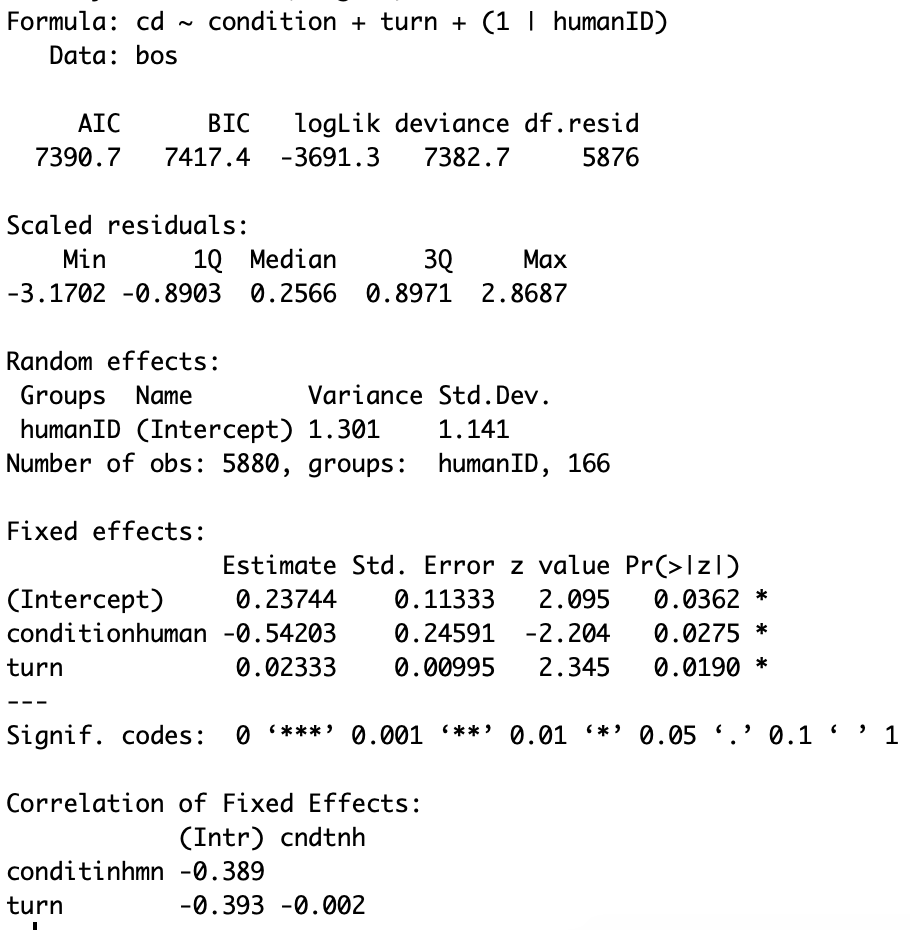 Formula: cd ~ condition + turn + (1 | humanID)
   Data: bos
     AIC      BIC   logLik deviance df.resid
  7390.7   7417.4  -3691.3   7382.7     5876
Scaled residuals:
    Min      1Q  Median      3Q     Max
-3.1702 -0.8903  0.2566  0.8971  2.8687
Random effects:
 Groups  Name        Variance Std.Dev.
 humanID (Intercept) 1.301    1.141
Number of obs: 5880, groups:  humanID, 166
Fixed effects:
               Estimate Std. Error z value Pr(>|z|)
(Intercept)     0.23744    0.11333   2.095   0.0362 *
conditionhuman -0.54203    0.24591  -2.204   0.0275 *
turn            0.02333    0.00995   2.345   0.0190 *
---
Signif. codes:  0 ‘***’ 0.001 ‘**’ 0.01 ‘*’ 0.05 ‘.’ 0.1 ‘ ’ 1
Correlation of Fixed Effects:
            (Intr) cndtnh
conditinhmn -0.389
turn        -0.393 -0.002